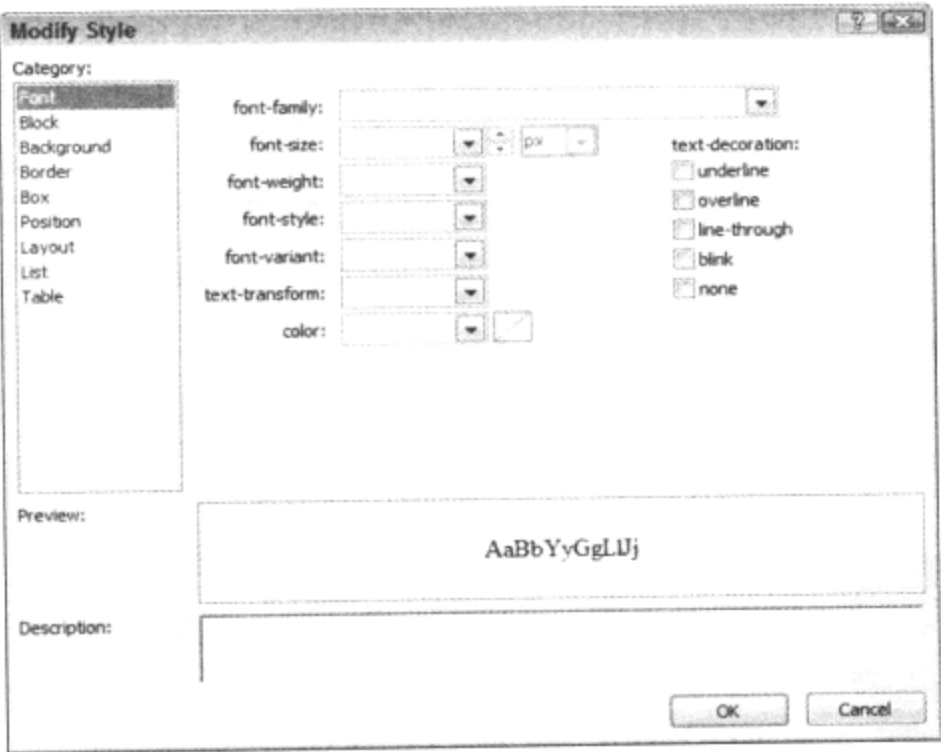 Modify Style
Category:
Font
Block
Background
Border
Box
Position
Layout
List
Table
font-family:
font-size:
px
font-weight:
font-style:
font-variant:
text-transform:
color:
text-decoration:
underline
overline
line-through
blink
none
Preview:
AaBbYyGgLlJj
Description:
OK
Cancel